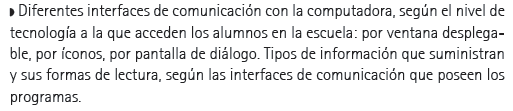 ◗ Diferentes interfaces de comunicación con la computadora, según el nivel de
tecnología a la que acceden los alumnos en la escuela: por ventana desplega-
ble, por íconos, por pantalla de diálogo. Tipos de información que suministran
y sus formas de lectura, según las interfaces de comunicación que poseen los
programas.